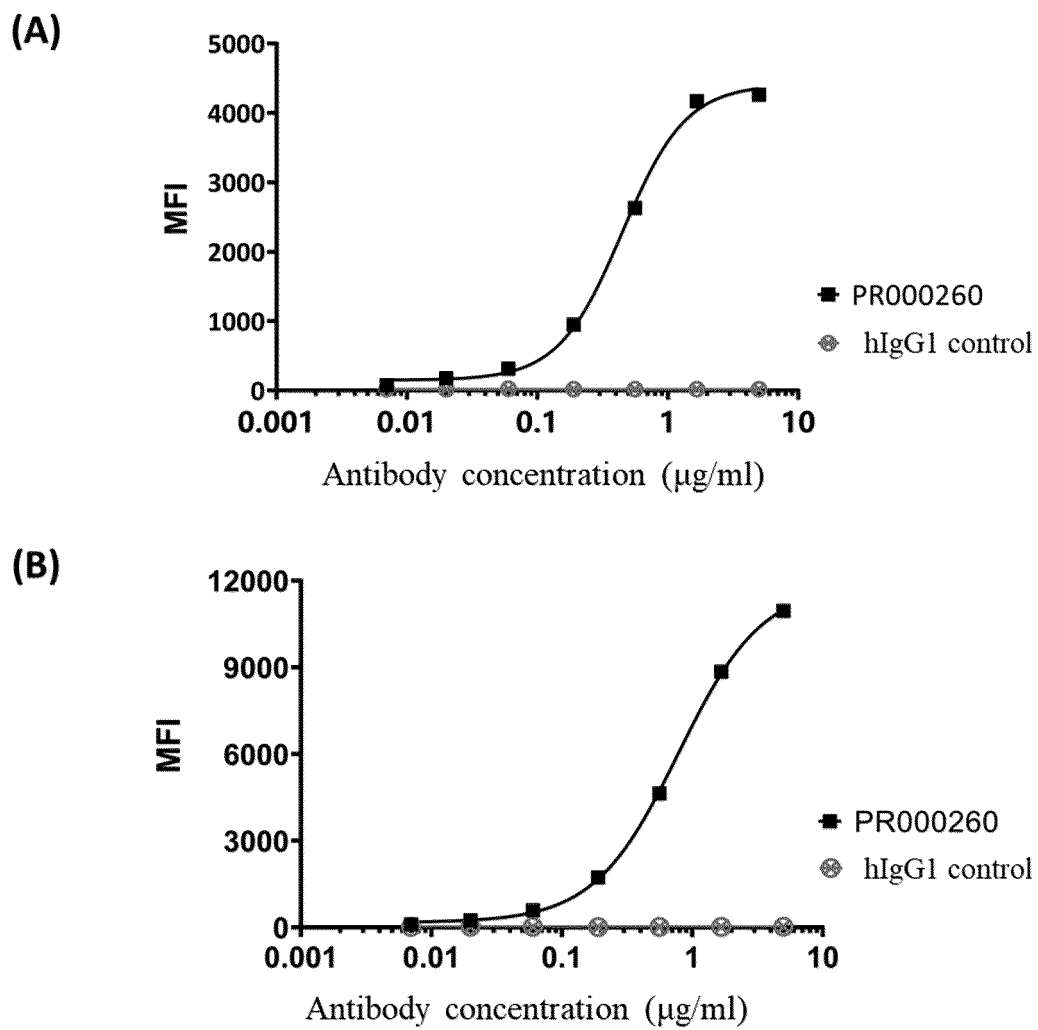 (A)
5000
4000
3000
2000
1000
0
MFI
0.001 0.01 0.1 1 10
Antibody concentration (µg/ml)
PR000260
hIgG1 control
(B)
12000
9000
6000
3000
0
MFI
0.001 0.01 0.1 1 10
Antibody concentration (µg/ml)
PR000260
hIgG1 control